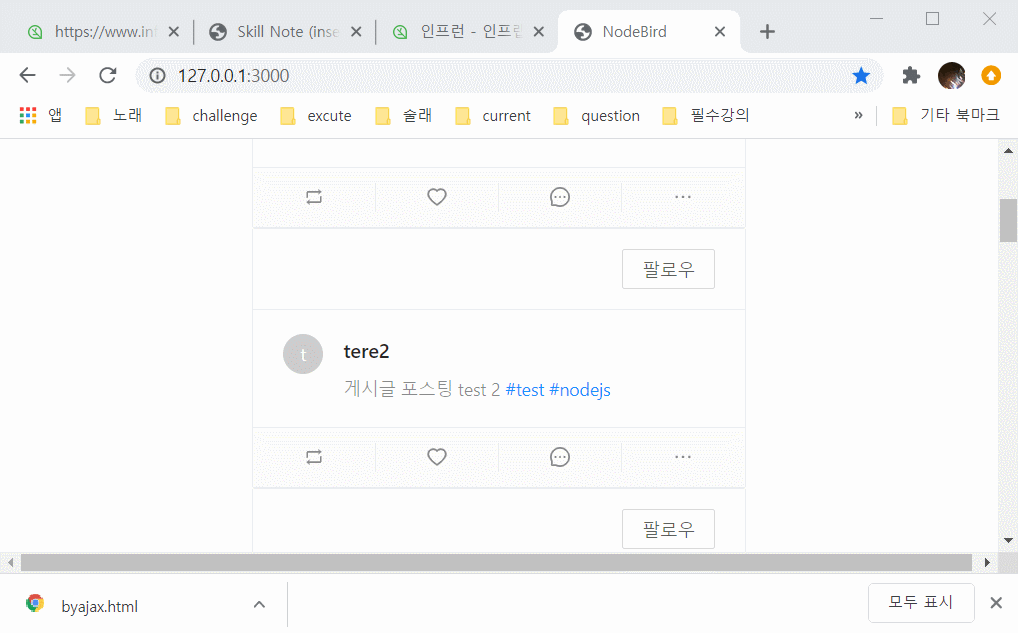 https://www.inf
Skill Note (inse
인프런 - 인프런
NodeBird
127.0.0.1:3000
앱
노래
challenge
excute
술래
current
question
필수강의
»
기타 북마크
팔로우
t
tere2
게시글 포스팅 test 2 #test #nodejs
팔로우
byajax.html
모두 표시